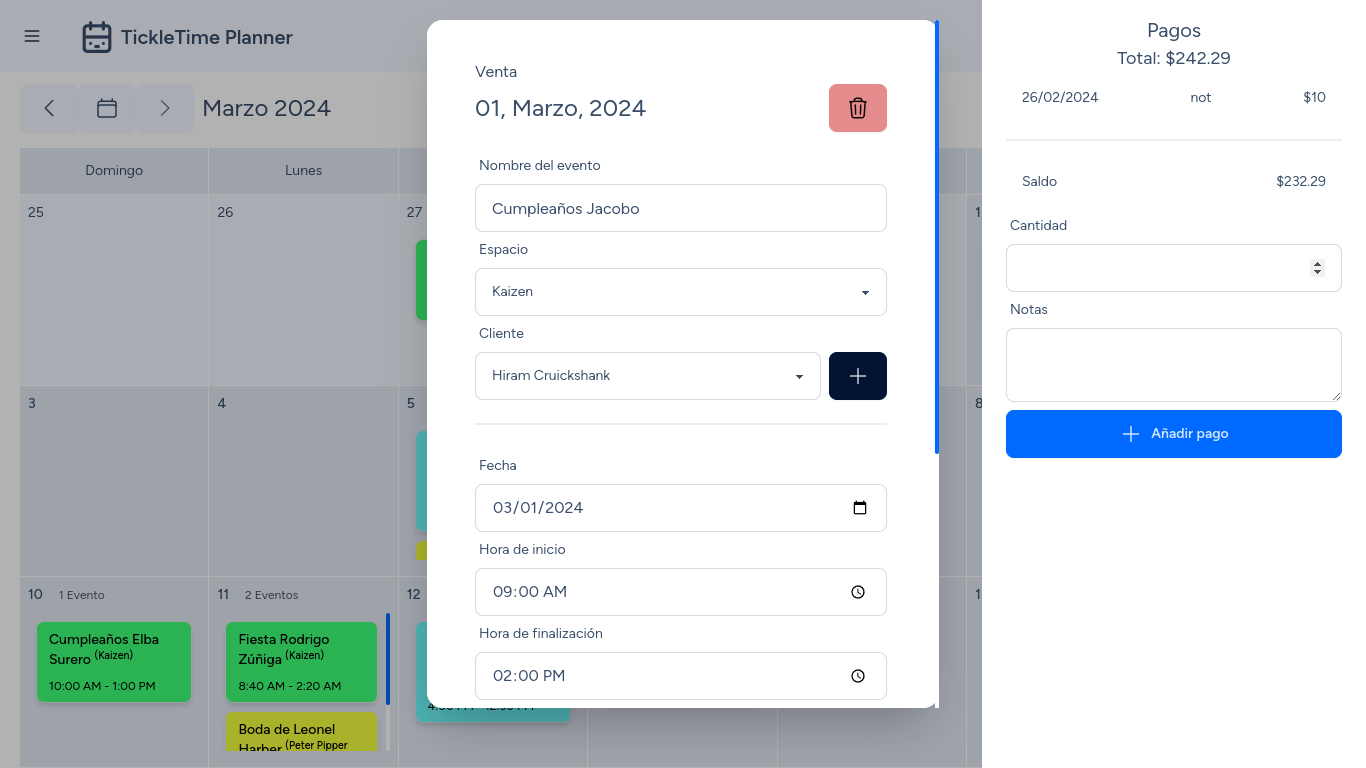 TickleTime Planner
Marzo 2024
Domingo
Lunes
25
26
27
1
3
4
5
8
10
1 Evento
11
2 Eventos
12
1
Cumpleaños Elba
Surero (Kaizen)
10:00 AM - 1:00 PM
Fiesta Rodrigo
Zúñiga (Kaizen)
8:40 AM - 2:20 AM
Boda de Leonel
Harber (Peter Pipper
Venta
01, Marzo, 2024
Nombre del evento
Cumpleaños Jacobo
Espacio
Kaizen
Cliente
Hiram Cruickshank
Fecha
03/01/2024
Hora de inicio
09:00 AM
Hora de finalización
02:00 PM
Pagos
Total: $242.29
26/02/2024 not $10
Saldo $232.29
Cantidad
Notas
Añadir pago